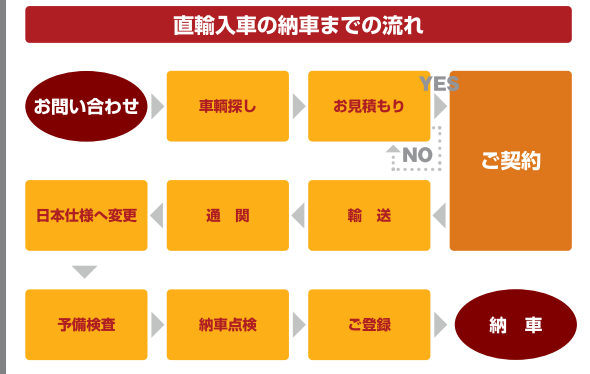 直輸入車の納車までの流れ
お問い合わせ
車輌探し
お見積もり
YES
NO
ご契約
輸　送
通　関
日本仕様へ変更
予備検査
納車点検
ご登録
納　車